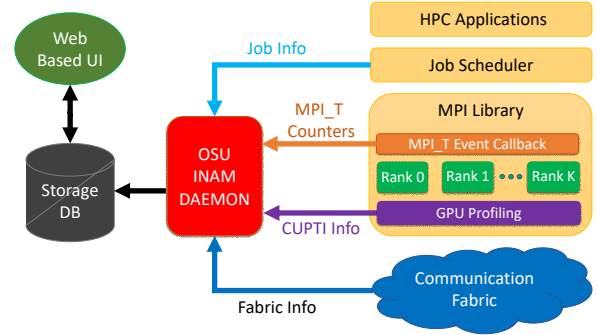 HPC Applications
Web
Based UI
Job Info
Job Scheduler
MPI_T
Counters
MPI Library
MPI_T Event Callback
OSU
INAM
DAEMON
Rank 0
Rank 1
Rank K
Storage
DB
GPU Profiling
CUPTI Info
Communication
Fabric
Fabric Info